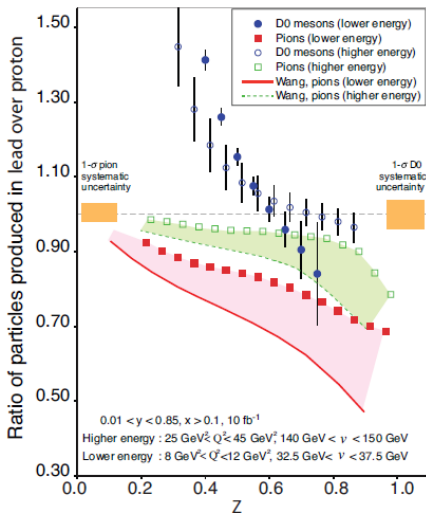 Ratio of particles produced in lead over proton
1.50
1.30
1.10
0.90
0.70
0.50
0.30
D0 mesons (lower energy)
Pions (lower energy)
D0 mesons (higher energy)
Pions (higher energy)
Wang, pions (lower energy)
Wang, pions (higher energy)
1-σ pion
systematic
uncertainty
1-σ D0
systematic
uncertainty
0.01 < y < 0.85, x > 0.1, 10 fb⁻¹
Higher energy : 25 GeV²< Q²<45 GeV², 140 GeV < ν < 150 GeV
Lower energy : 8 GeV²< Q²<12 GeV², 32.5 GeV< ν < 37.5 GeV
0.0 0.2 0.4 0.6 0.8 1.0
Z